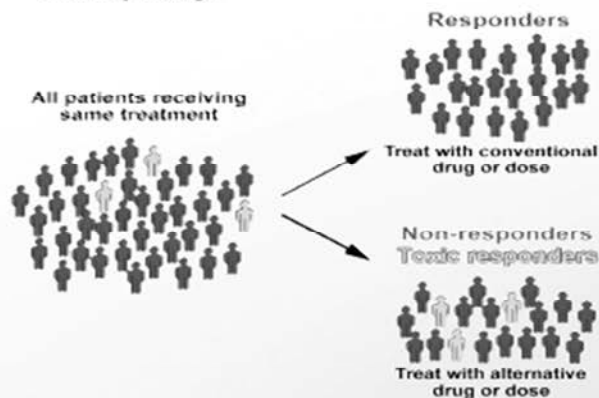 All patients receiving
same treatment
Responders
Treat with conventional
drug or dose
Non-responders
Toxic responders
Treat with alternative
drug or dose